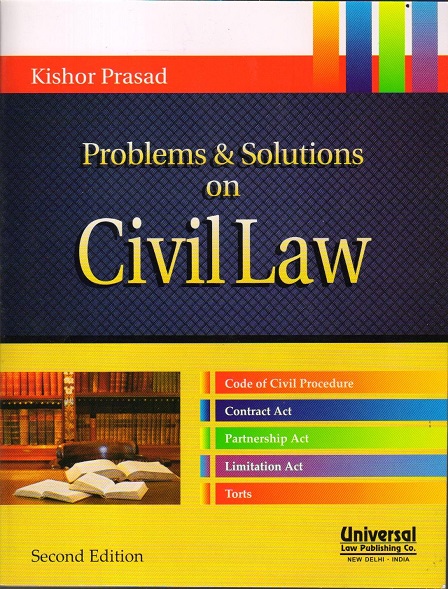 Kishor Prasad
Problems & Solutions
on
Civil Law
Code of Civil Procedure
Contract Act
Partnership Act
Limitation Act
Torts
Second Edition
Universal
Law Publishing Co.
NEW DELHI - INDIA